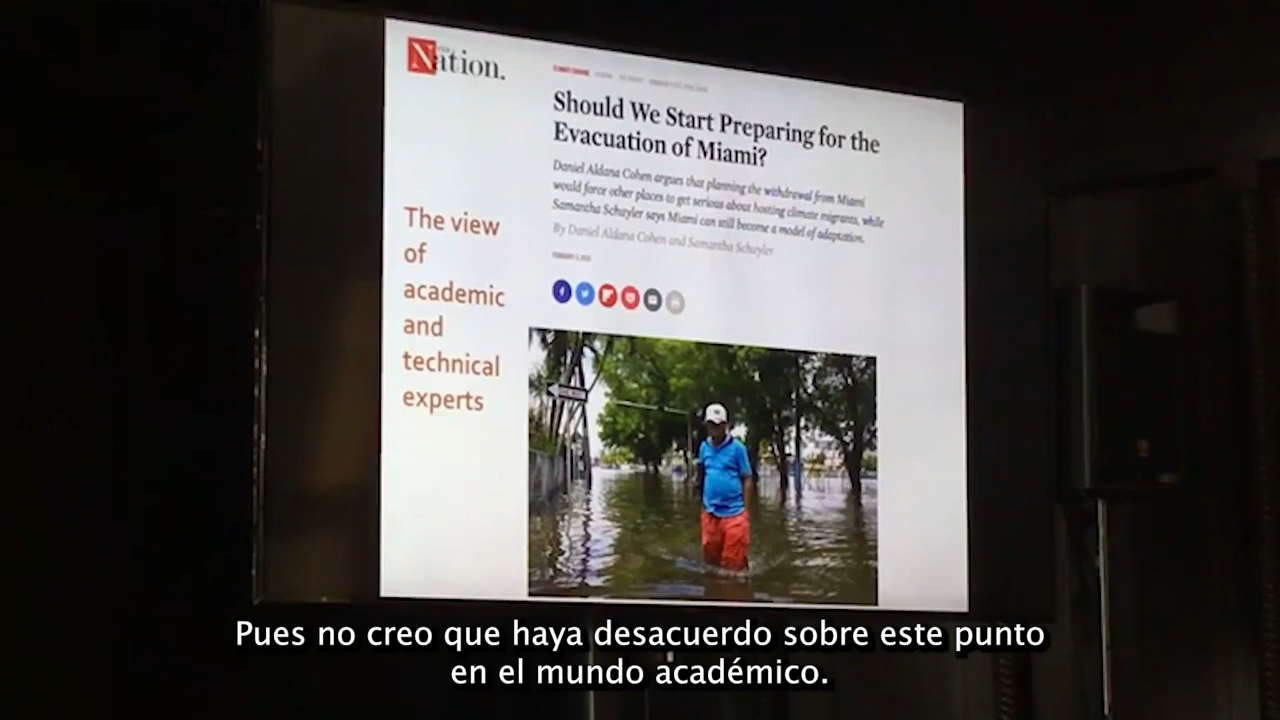 Nation.
Should We Start Preparing for the
Evacuation of Miami?
Daniel Aldana Cohen argues that planning the withdrawal from Miami
would force other places to get serious about hosting climate migrants, while
Samantha Schuyler says Miami can still become a model of adaptation.
By Daniel Aldana Cohen and Samantha Schuyler
The view
of
academic
and
technical
experts
Pues no creo que haya desacuerdo sobre este punto
en el mundo académico.